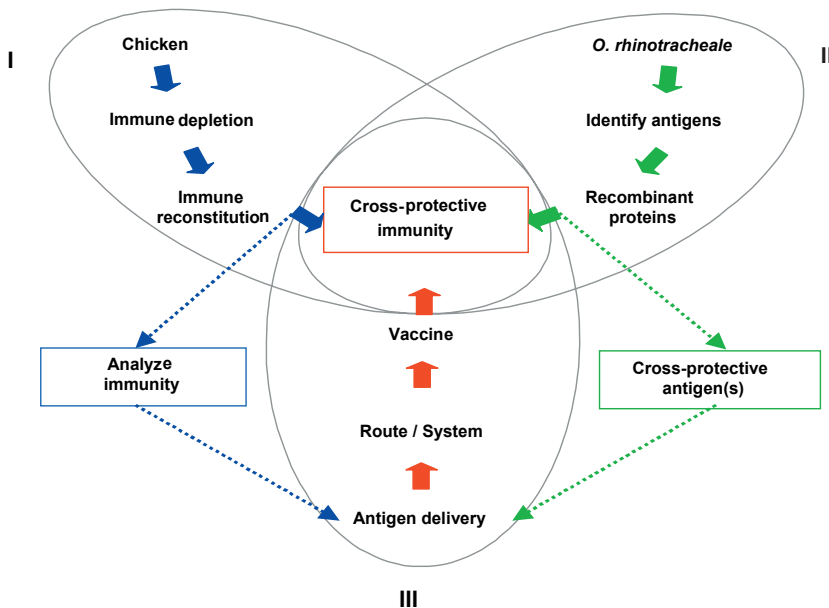 I
Chicken
Immune depletion
Immune
reconstitution
O. rhinotracheale
II
Identify antigens
Recombinant
proteins
Cross-protective
immunity
Vaccine
Analyze
immunity
Cross-protective
antigen(s)
Route / System
Antigen delivery
III